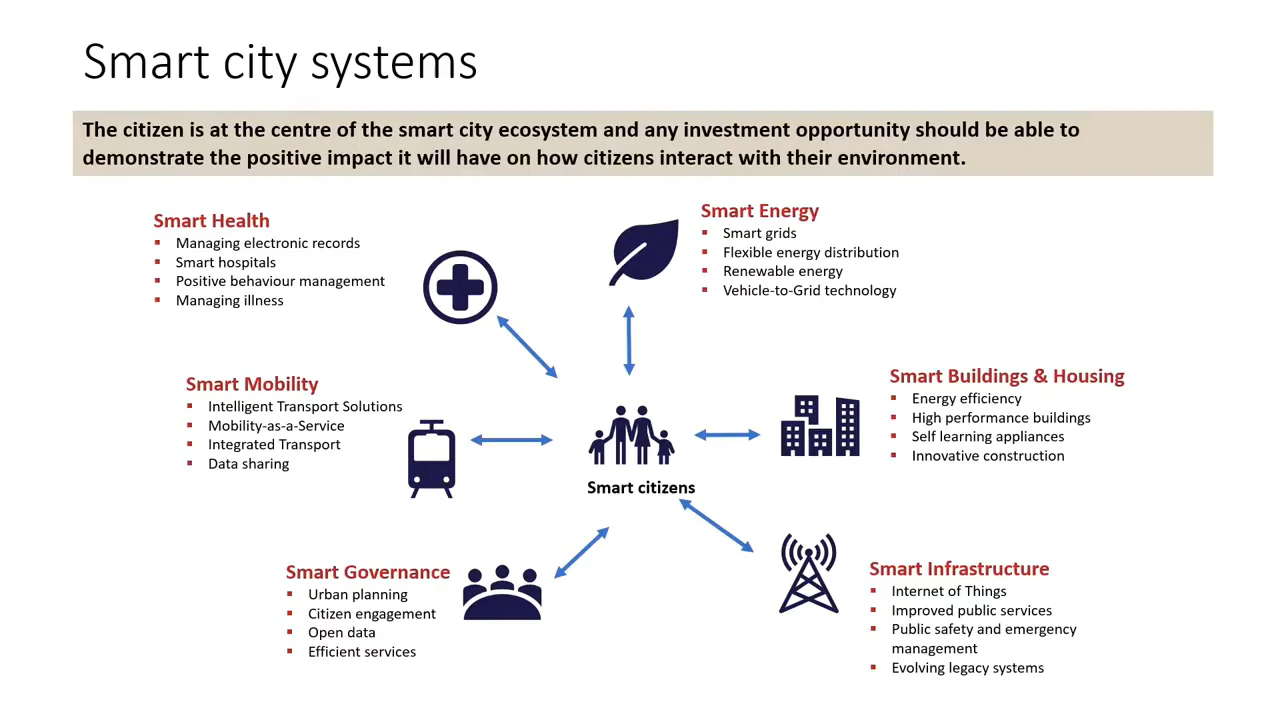 Smart city systems
The citizen is at the centre of the smart city ecosystem and any investment opportunity should be able to
demonstrate the positive impact it will have on how citizens interact with their environment.
Smart Health
Managing electronic records
Smart hospitals
Positive behaviour management
Managing illness
Smart Energy
Smart grids
Flexible energy distribution
Renewable energy
Vehicle-to-Grid technology
Smart Mobility
Intelligent Transport Solutions
Mobility-as-a-Service
Integrated Transport
Data sharing
Smart citizens
Smart Buildings & Housing
Energy efficiency
High performance buildings
Self learning appliances
Innovative construction
Smart Governance
Urban planning
Citizen engagement
Open data
Efficient services
Smart Infrastructure
Internet of Things
Improved public services
Public safety and emergency
management
Evolving legacy systems